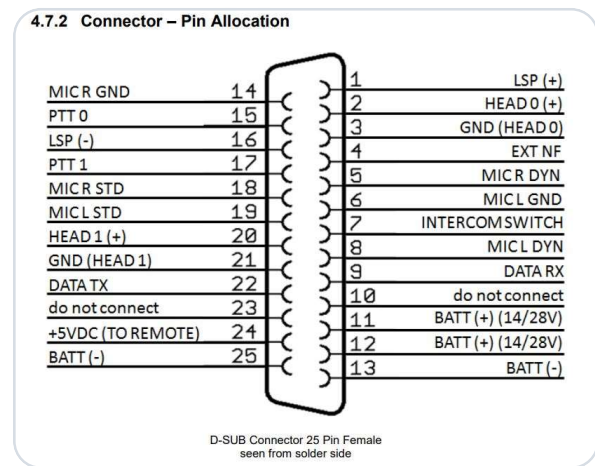 4.7.2 Connector – Pin Allocation
MIC R GND 14
PTT 0 15
LSP (-) 16
PTT 1 17
MIC R STD 18
MIC L STD 19
HEAD 1 (+) 20
GND (HEAD 1) 21
DATA TX 22
do not connect 23
+5VDC (TO REMOTE) 24
BATT (-) 25
1 LSP (+)
2 HEAD 0 (+)
3 GND (HEAD 0)
4 EXT NF
5 MIC R DYN
6 MIC L GND
7 INTERCOM SWITCH
8 MIC L DYN
9 DATA RX
10 do not connect
11 BATT (+) (14/28V)
12 BATT (+) (14/28V)
13 BATT (-)
D-SUB Connector 25 Pin Female
seen from solder side